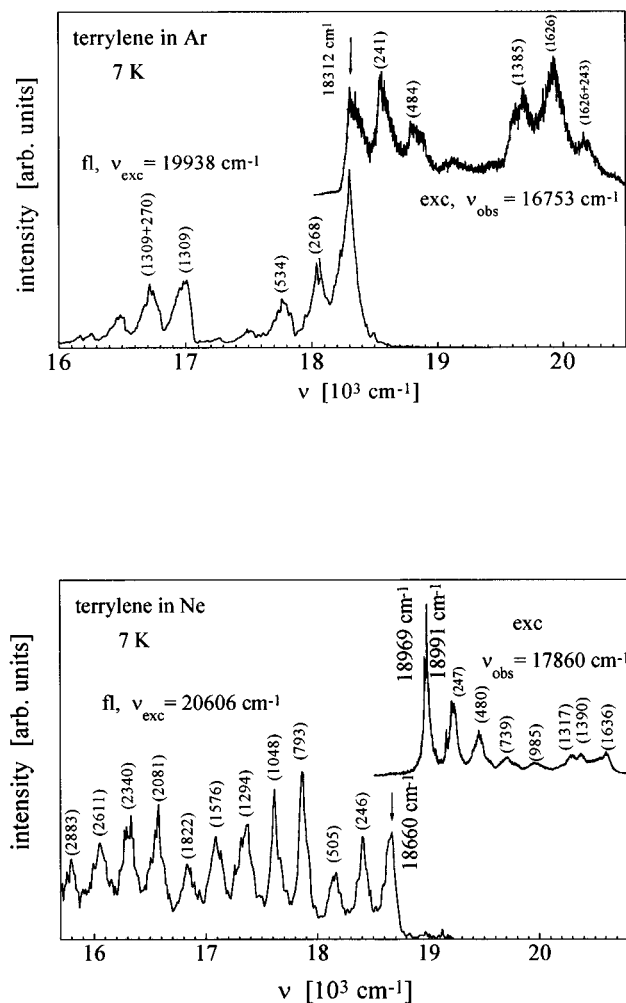 terrylene in Ar
7 K
fl, ν_exc = 19938 cm⁻¹
exc, ν_obs = 16753 cm⁻¹
18312 cm⁻¹
(241)
(484)
(1385)
(1626)
(1626+243)
(1309+270)
(1309)
(534)
(268)
intensity [arb. units]
16 17 18 19 20
ν [10³ cm⁻¹]
terrylene in Ne
7 K
fl, ν_exc = 20606 cm⁻¹
exc
ν_obs = 17860 cm⁻¹
18969 cm⁻¹
18991 cm⁻¹
(247)
(480)
(739)
(985)
(1317)
(1390)
(1636)
(2883)
(2611)
(2340)
(2081)
(1822)
(1576)
(1294)
(1048)
(793)
(505)
(246)
18660 cm⁻¹
intensity [arb. units]
16 17 18 19 20
ν [10³ cm⁻¹]